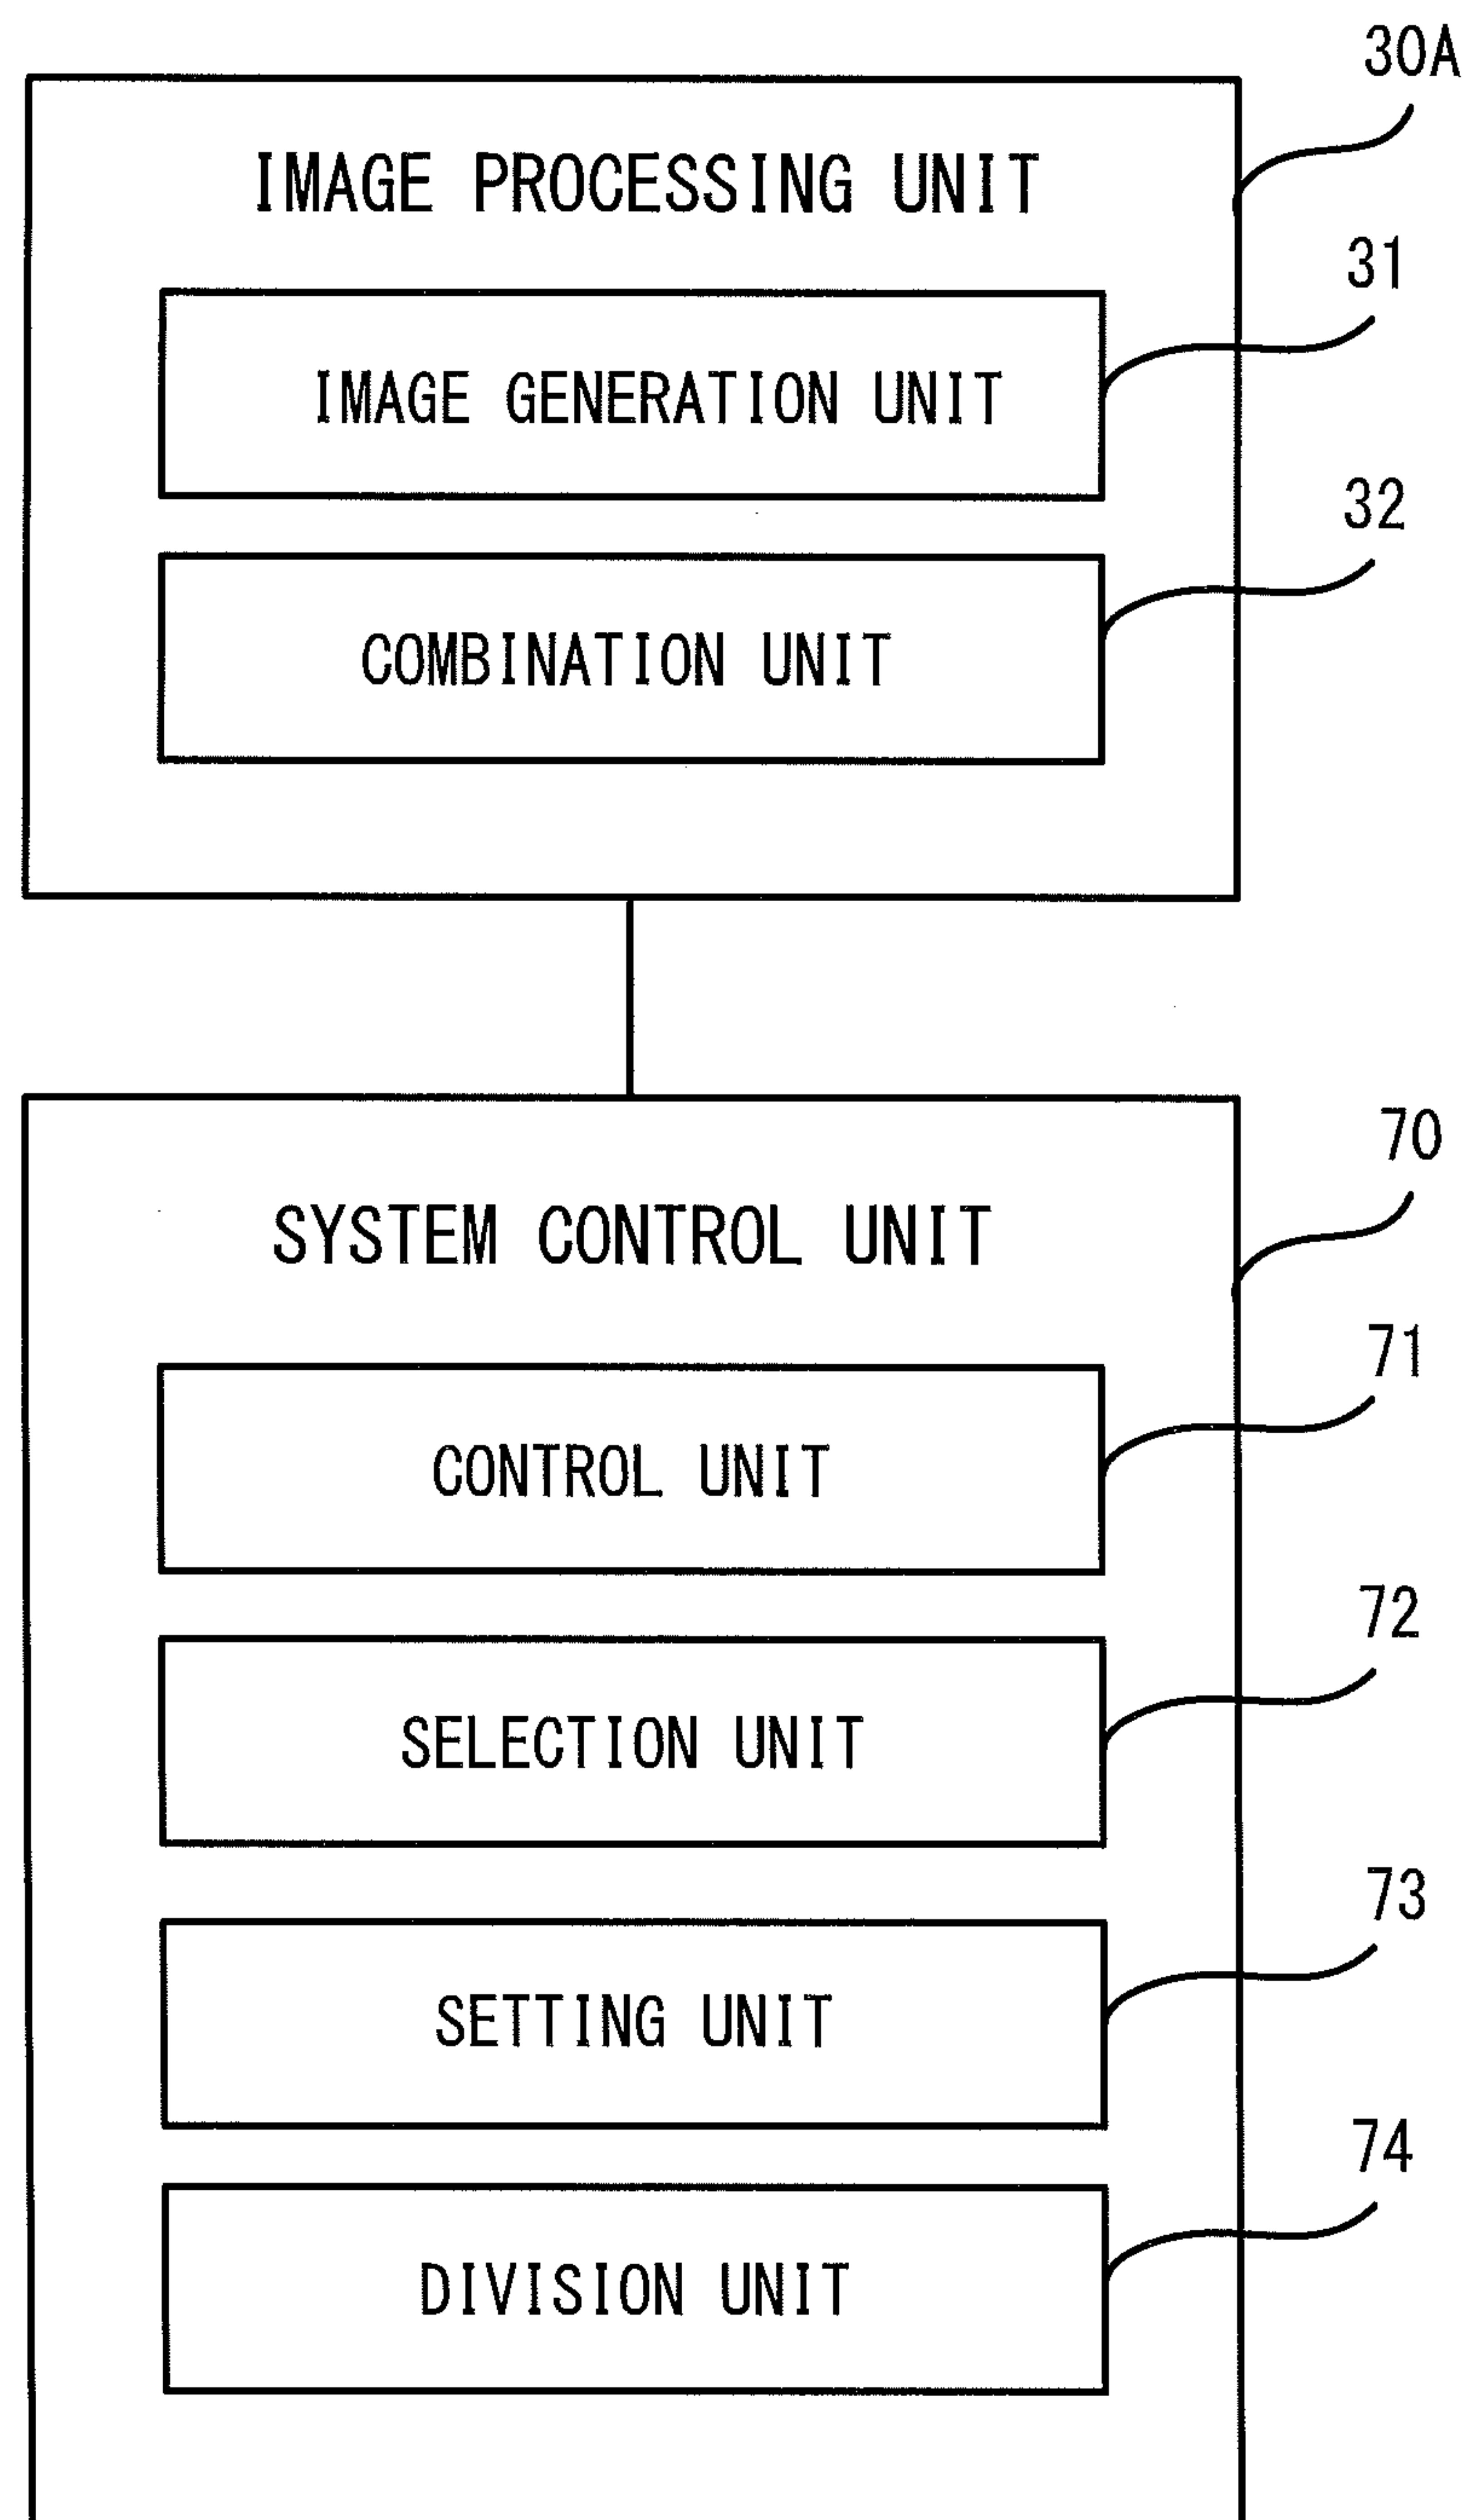 30A
IMAGE PROCESSING UNIT
31
IMAGE GENERATION UNIT
32
COMBINATION UNIT
70
SYSTEM CONTROL UNIT
71
CONTROL UNIT
72
SELECTION UNIT
73
SETTING UNIT
74
DIVISION UNIT